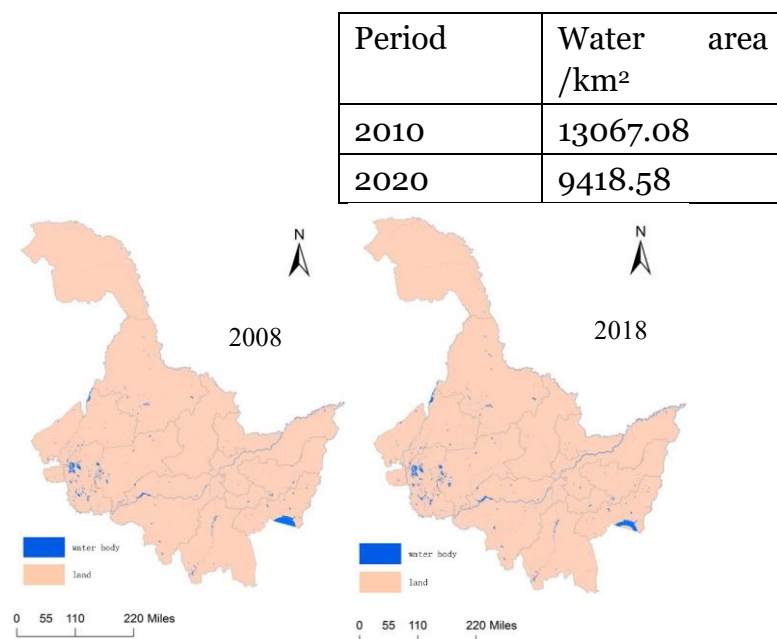 Period
Water area
/km²
2010
13067.08
2020
9418.58
N
2008
water body
land
0 55 110 220 Miles
N
2018
water body
land
0 55 110 220 Miles